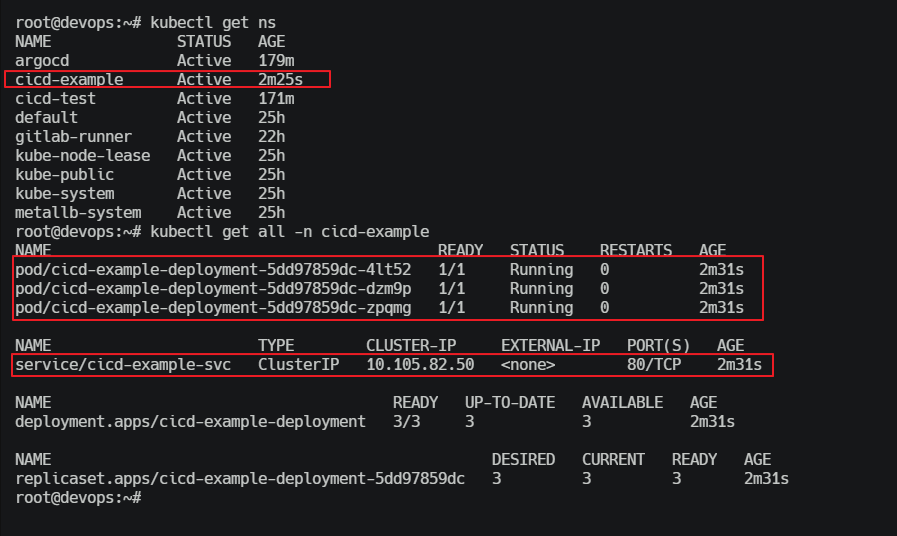 root@devops:~# kubectl get ns
NAME              STATUS   AGE
argocd            Active   179m
cicd-example      Active   2m25s
cicd-test         Active   171m
default           Active   25h
gitlab-runner     Active   22h
kube-node-lease   Active   25h
kube-public       Active   25h
kube-system       Active   25h
metallb-system    Active   25h
root@devops:~# kubectl get all -n cicd-example
NAME                                           READY   STATUS    RESTARTS   AGE
pod/cicd-example-deployment-5dd97859dc-4lt52   1/1     Running   0          2m31s
pod/cicd-example-deployment-5dd97859dc-dzm9p   1/1     Running   0          2m31s
pod/cicd-example-deployment-5dd97859dc-zpqmg   1/1     Running   0          2m31s
NAME                       TYPE        CLUSTER-IP     EXTERNAL-IP   PORT(S)   AGE
service/cicd-example-svc   ClusterIP   10.105.82.50   <none>        80/TCP    2m31s
NAME                                      READY   UP-TO-DATE   AVAILABLE   AGE
deployment.apps/cicd-example-deployment   3/3     3            3           2m31s
NAME                                                 DESIRED   CURRENT   READY   AGE
replicaset.apps/cicd-example-deployment-5dd97859dc   3         3         3       2m31s
root@devops:~#